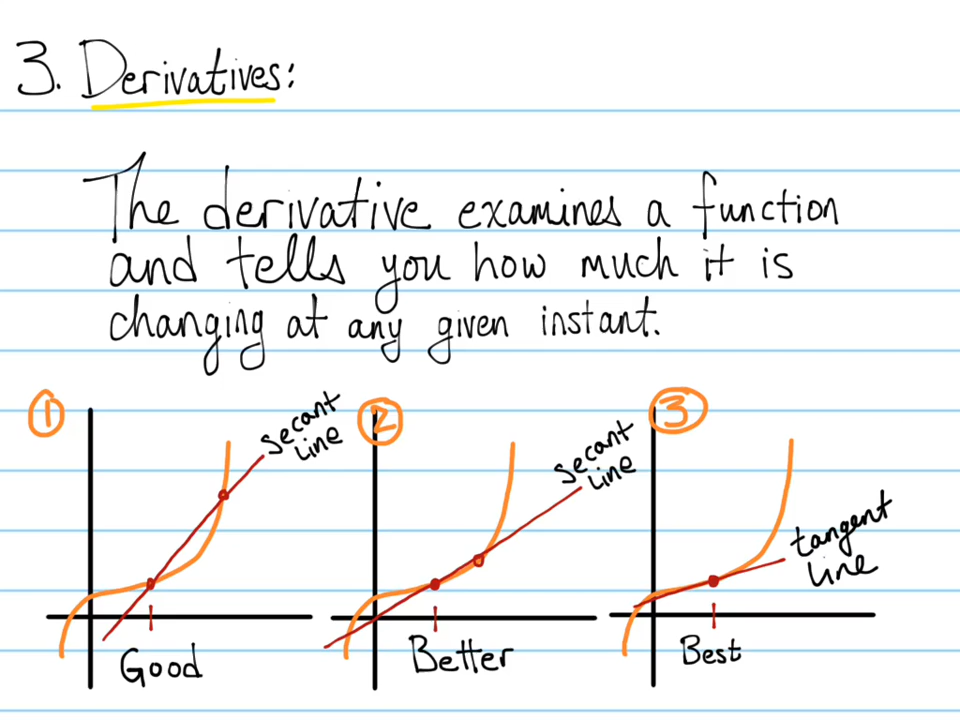 3. Derivatives:
The derivative examines a function
and tells you how much it is
changing at any given instant.
1
secant
line
Good
2
secant
line
Better
3
tangent
line
Best